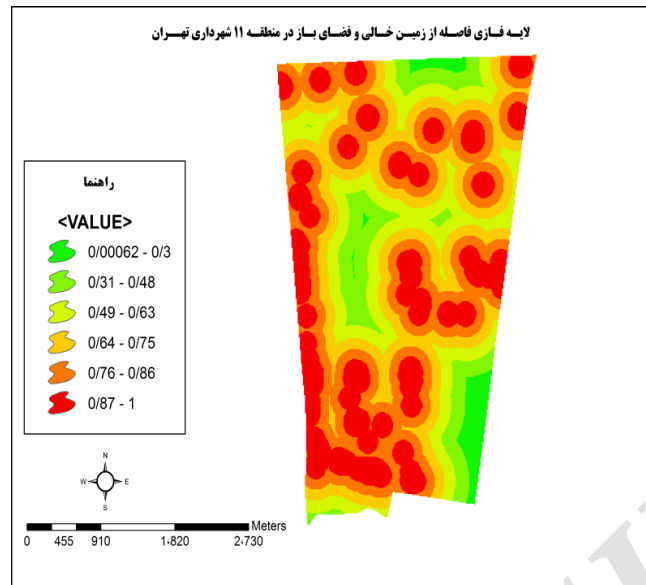 لایه فازی فاصله از زمین خالی و فضای باز در منطقه ۱۱ شهرداری تهران
راهنما
<VALUE>
0/00062 - 0/3
0/31 - 0/48
0/49 - 0/63
0/64 - 0/75
0/76 - 0/86
0/87 - 1
N
W E
S
Meters
0 455 910 1،820 2،730